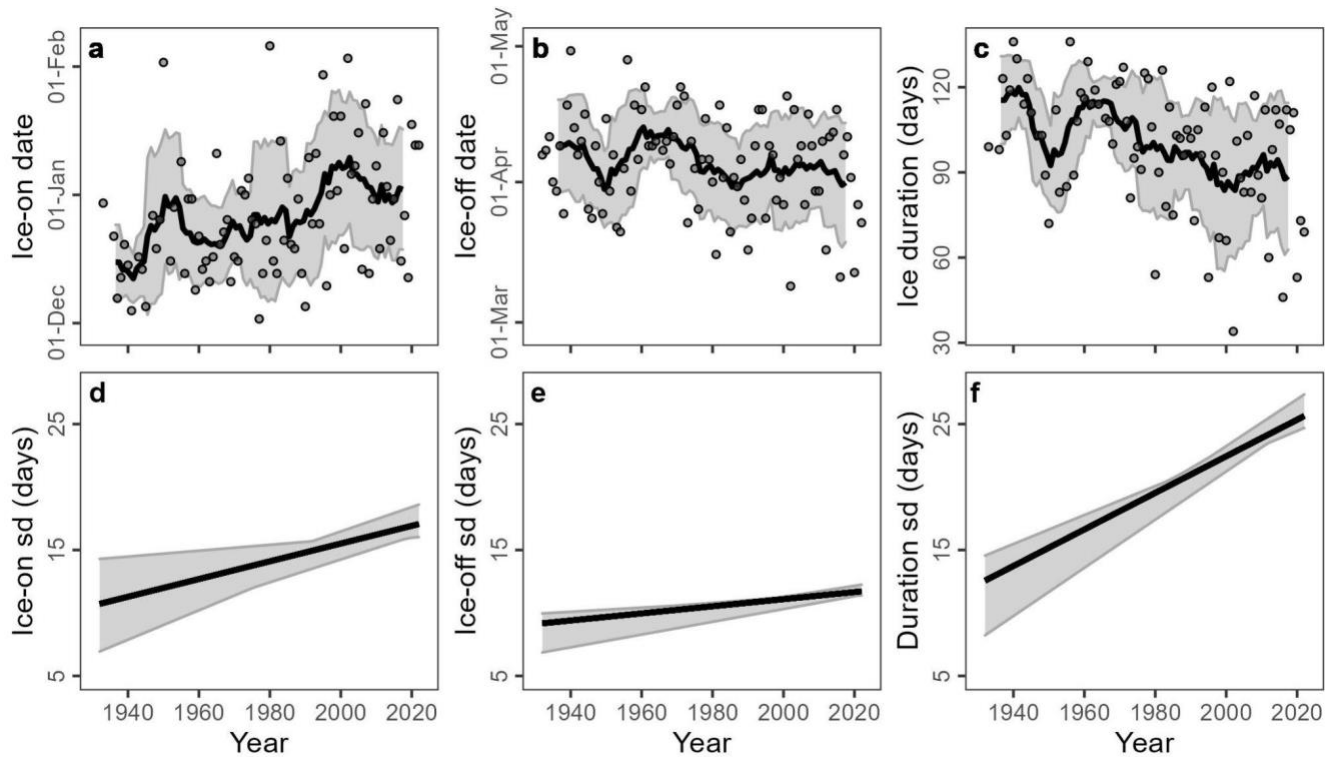 a
Ice-on date
01-Feb
01-Jan
01-Dec
b
Ice-off date
01-May
01-Apr
01-Mar
c
Ice duration (days)
120
90
60
30
d
Ice-on sd (days)
25
15
5
1940 1960 1980 2000 2020
Year
e
Ice-off sd (days)
25
15
5
1940 1960 1980 2000 2020
Year
f
Duration sd (days)
25
15
5
1940 1960 1980 2000 2020
Year